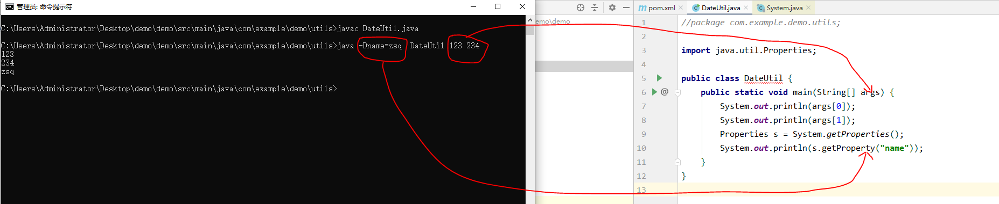 管理员: 命令提示符
C:\Users\Administrator\Desktop\demo\demo\src\main\java\com\example\demo\utils>javac DateUtil.java
C:\Users\Administrator\Desktop\demo\demo\src\main\java\com\example\demo\utils>java -Dname=zsq DateUtil 123 234
123
234
zsq
C:\Users\Administrator\Desktop\demo\demo\src\main\java\com\example\demo\utils>
emo\demo
pom.xml DateUtil.java System.java
1 //package com.example.demo.utils;
2
3 import java.util.Properties;
4
5 public class DateUtil {
6 @ public static void main(String[] args) {
7 System.out.println(args[0]);
8 System.out.println(args[1]);
9 Properties s = System.getProperties();
10 System.out.println(s.getProperty("name"));
11 }
12 }
13